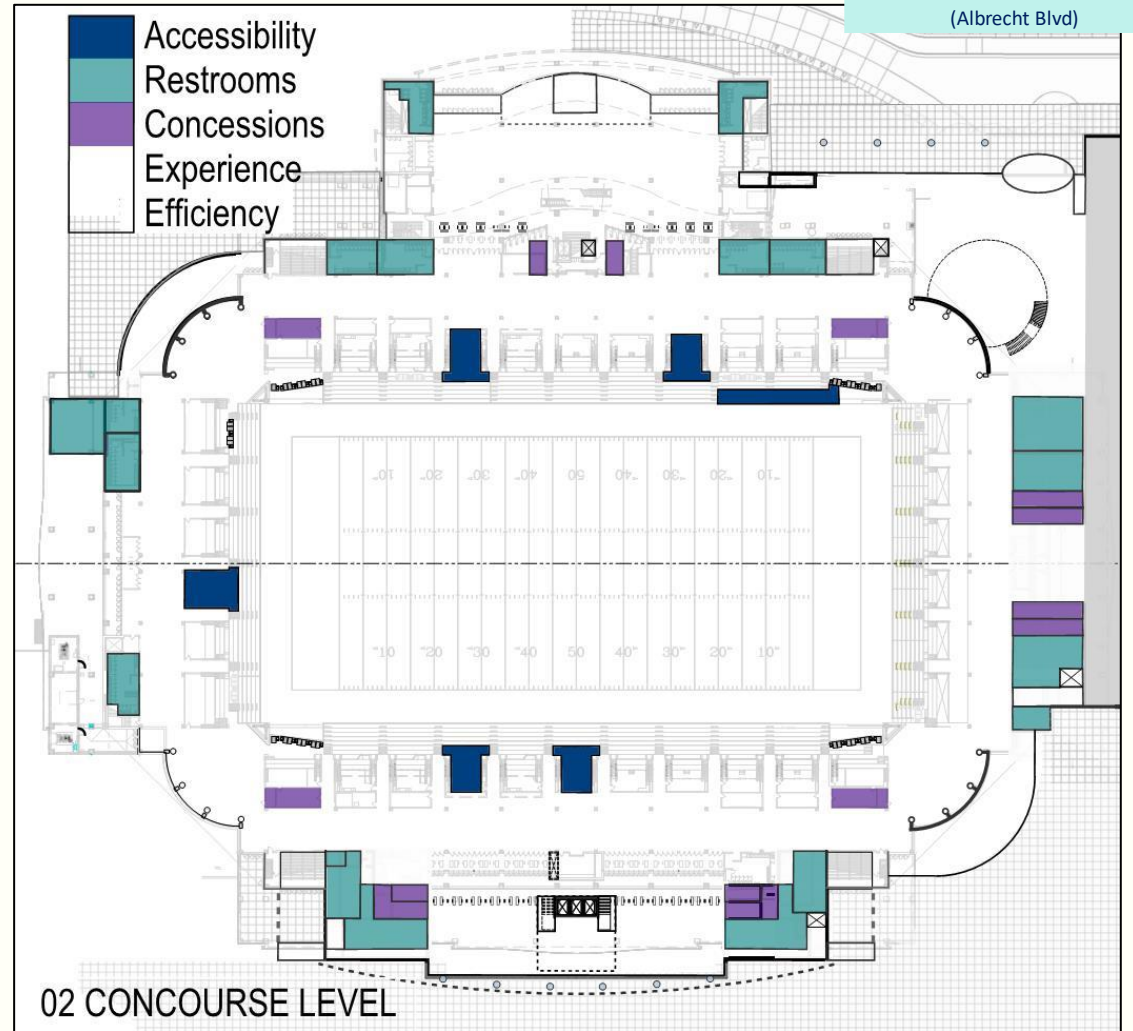 (Albrecht Blvd)
Accessibility
Restrooms
Concessions
Experience
Efficiency
"10" "20" "30" "40" 50 "40" "30" "20" "10"
"10 "20 "30 "40 50 40" 30" 20" 10"
02 CONCOURSE LEVEL